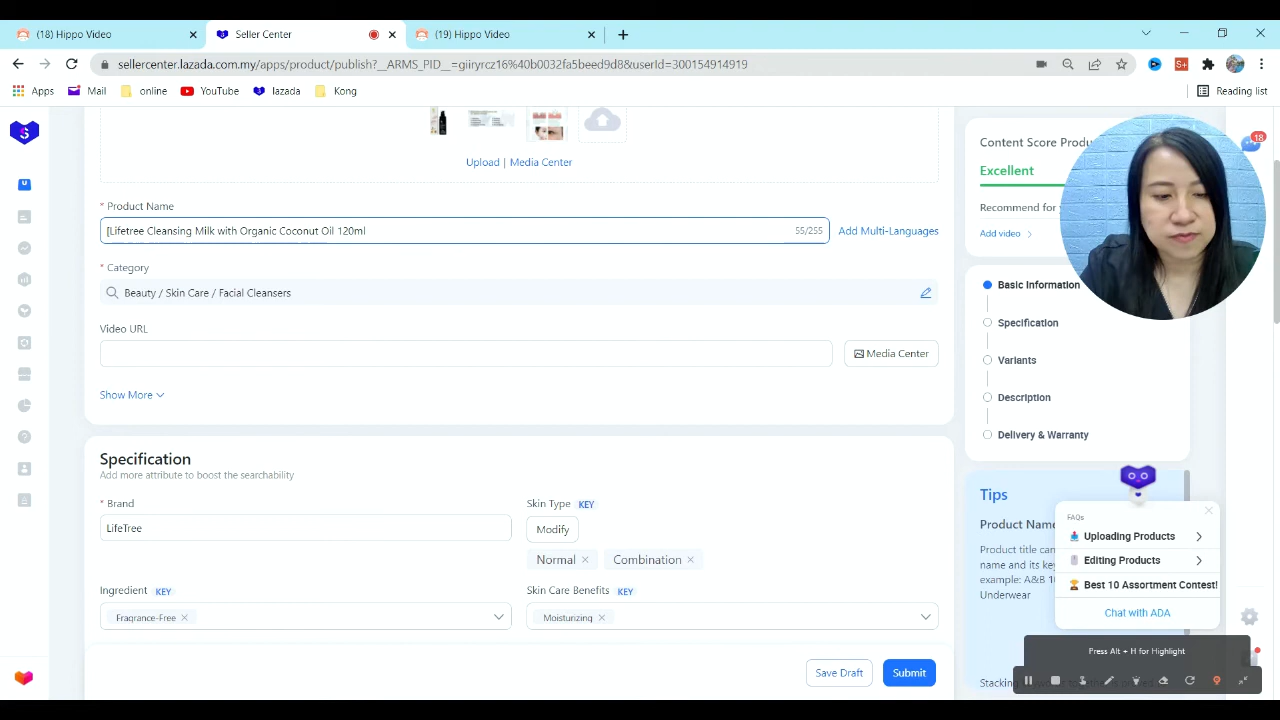 (18) Hippo Video
Seller Center
(19) Hippo Video
sellercenter.lazada.com.my/apps/product/publish?__ARMS_PID__=giiryrcz16%40b0032fa5beed9d8&userId=300154914919
Apps
Mail
online
YouTube
lazada
Kong
Reading list
Upload | Media Center
* Product Name
[Lifetree Cleansing Milk with Organic Coconut Oil 120ml
55/255
Add Multi-Languages
* Category
Beauty / Skin Care / Facial Cleansers
Video URL
Media Center
Show More
Specification
Add more attribute to boost the searchability
* Brand
LifeTree
Skin Type KEY
Modify
Normal
Combination
Ingredient KEY
Fragrance-Free
Skin Care Benefits KEY
Moisturizing
Save Draft
Submit
Content Score
Excellent
Recommend for
Add video
18
Basic Information
Specification
Variants
Description
Delivery & Warranty
Tips
Product Name
Product title can
name and its key
example: A&B 10
Underwear
FAQs
Uploading Products
Editing Products
Best 10 Assortment Contest!
Chat with ADA
Press Alt + H for Highlight